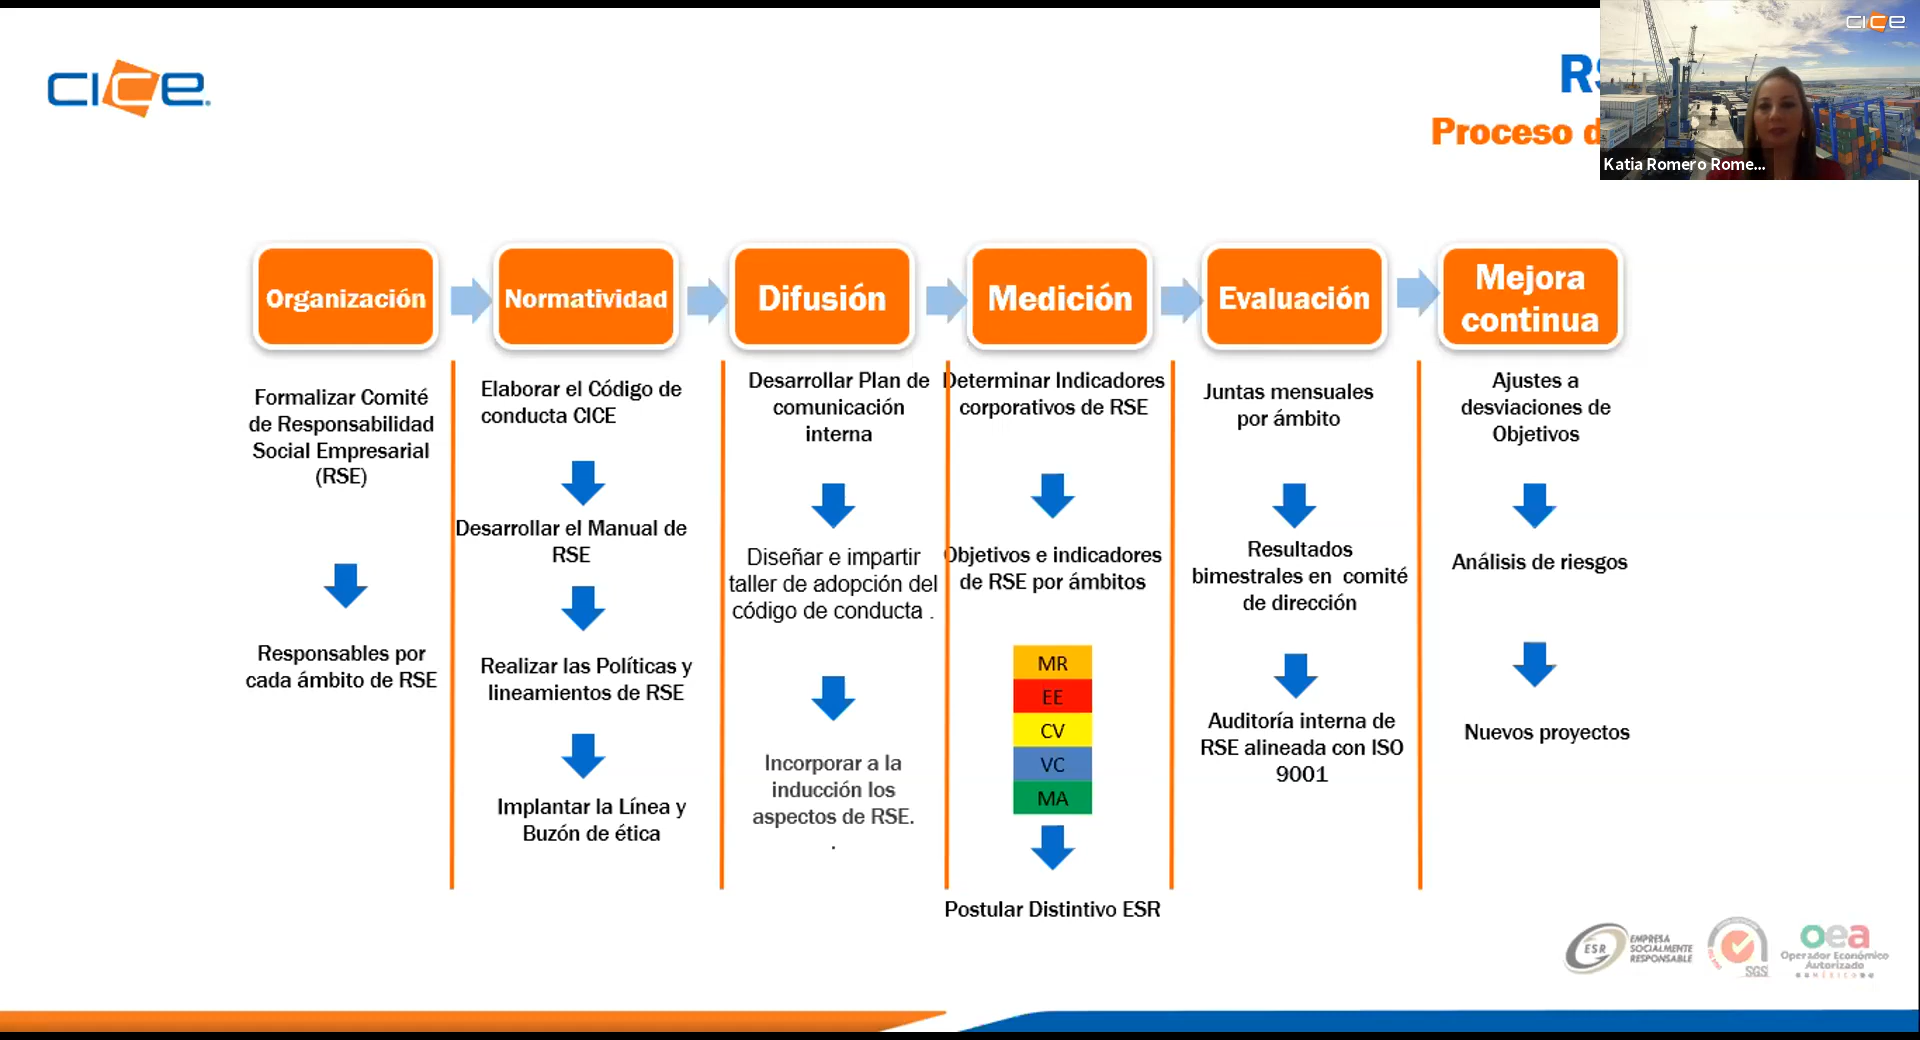 CICE
CICE.
RS
Proceso d
Katia Romero Rome...
Organización
Formalizar Comité
de Responsabilidad
Social Empresarial
(RSE)
Responsables por
cada ámbito de RSE
Normatividad
Elaborar el Código de
conducta CICE
Desarrollar el Manual de
RSE
Realizar las Políticas y
lineamientos de RSE
Implantar la Línea y
Buzón de ética
Difusión
Desarrollar Plan de
comunicación
interna
Diseñar e impartir
taller de adopción del
código de conducta .
Incorporar a la
inducción los
aspectos de RSE.
.
Medición
Determinar Indicadores
corporativos de RSE
Objetivos e indicadores
de RSE por ámbitos
MR
EE
CV
VC
MA
Postular Distintivo ESR
Evaluación
Juntas mensuales
por ámbito
Resultados
bimestrales en comité
de dirección
Auditoría interna de
RSE alineada con ISO
9001
Mejora
continua
Ajustes a
desviaciones de
Objetivos
Análisis de riesgos
Nuevos proyectos
ESR
EMPRESA
SOCIALMENTE
RESPONSABLE
SGS
oea
Operador Económico
Autorizado
MÉXICO